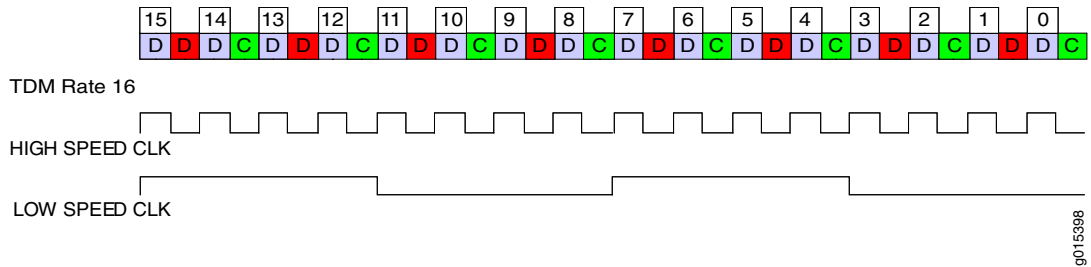 15 14 13 12 11 10 9 8 7 6 5 4 3 2 1 0
D D D C D D D C D D D C D D D C D D D C D D D C D D D C D D D C
TDM Rate 16
HIGH SPEED CLK
LOW SPEED CLK
g015398